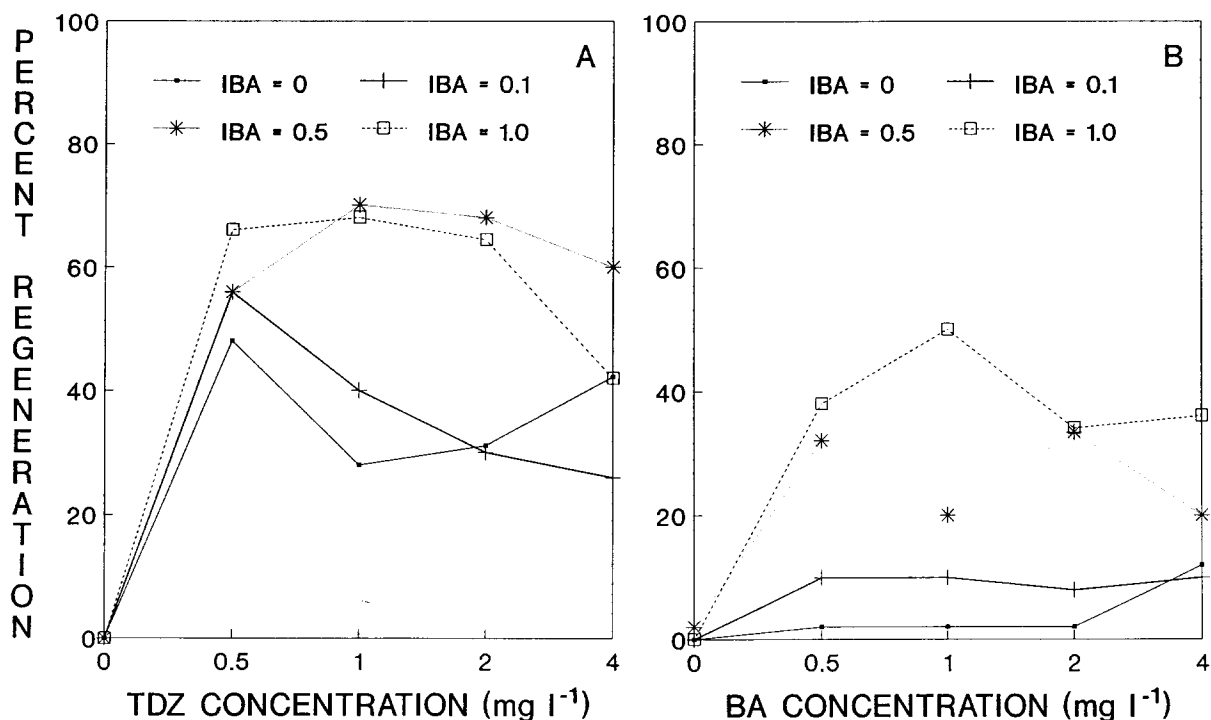 PERCENT REGENERATION
100
80
60
40
20
0
A
IBA = 0
IBA = 0.1
IBA = 0.5
IBA = 1.0
0 0.5 1 2 4
TDZ CONCENTRATION (mg l⁻¹)
100
80
60
40
20
0
B
IBA = 0
IBA = 0.1
IBA = 0.5
IBA = 1.0
0 0.5 1 2 4
BA CONCENTRATION (mg l⁻¹)